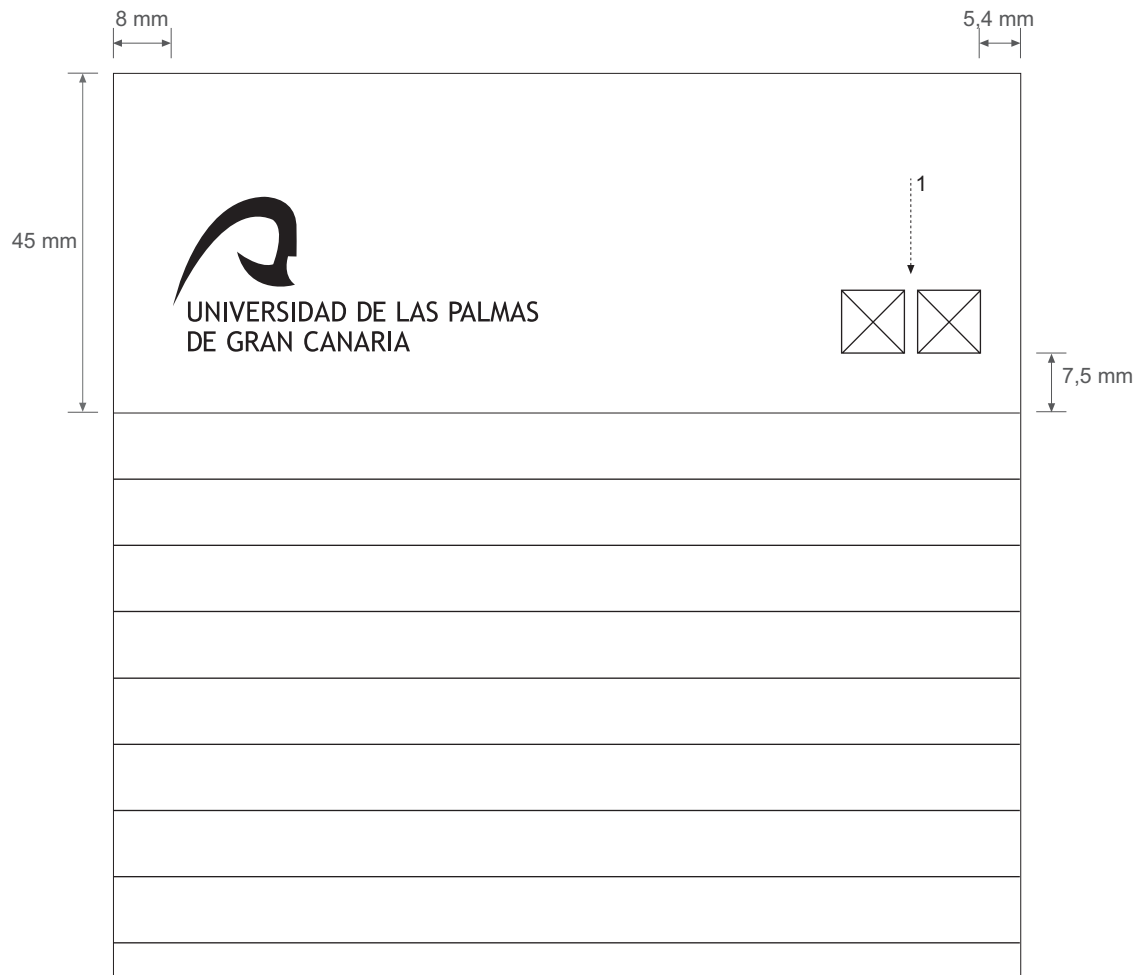 8 mm
5,4 mm
1
45 mm
UNIVERSIDAD DE LAS PALMAS
DE GRAN CANARIA
7,5 mm